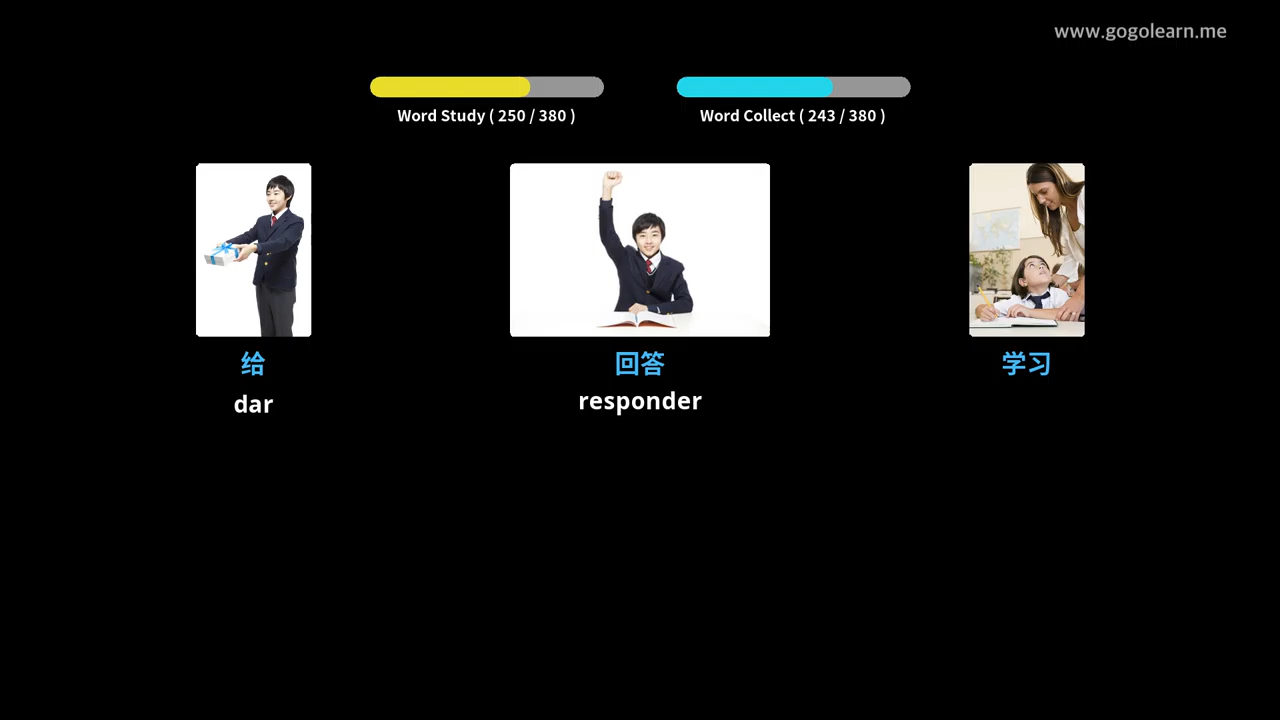 www.gogolearn.me
Word Study ( 250 / 380 )
Word Collect ( 243 / 380 )
给
回答
学习
dar
responder